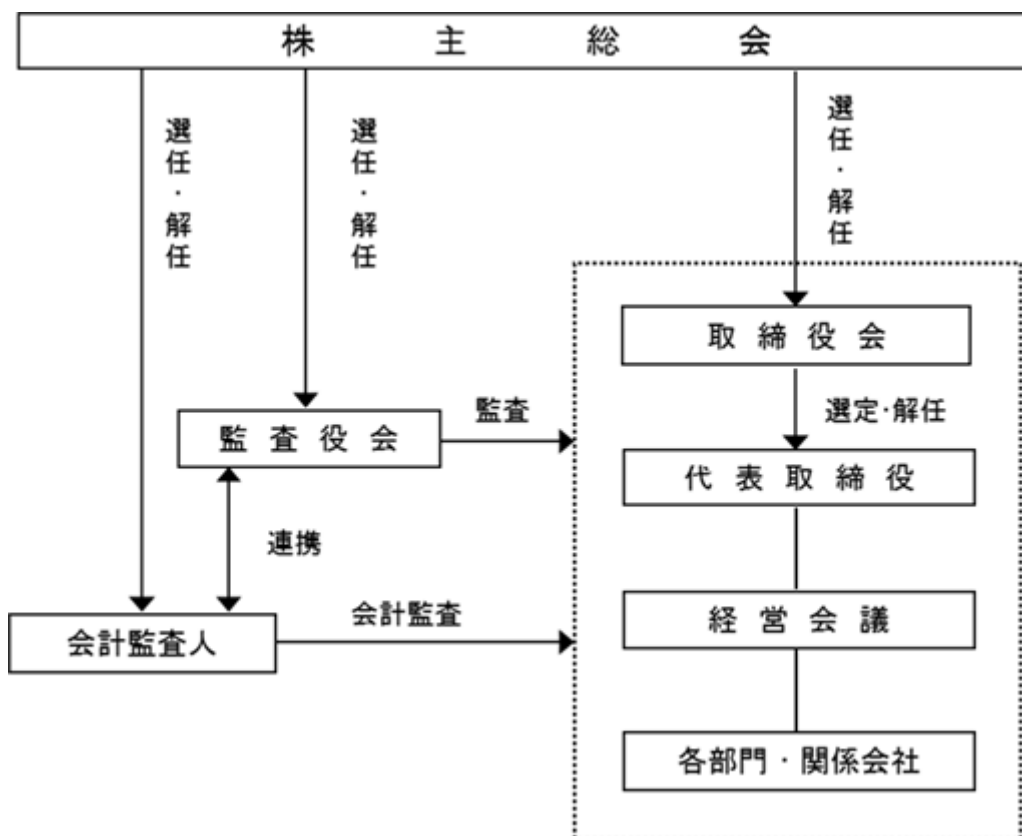 株主総会
選任・解任
選任・解任
選任・解任
取締役会
選定・解任
監査役会
監査
代表取締役
連携
経営会議
会計監査
会計監査人
各部門・関係会社